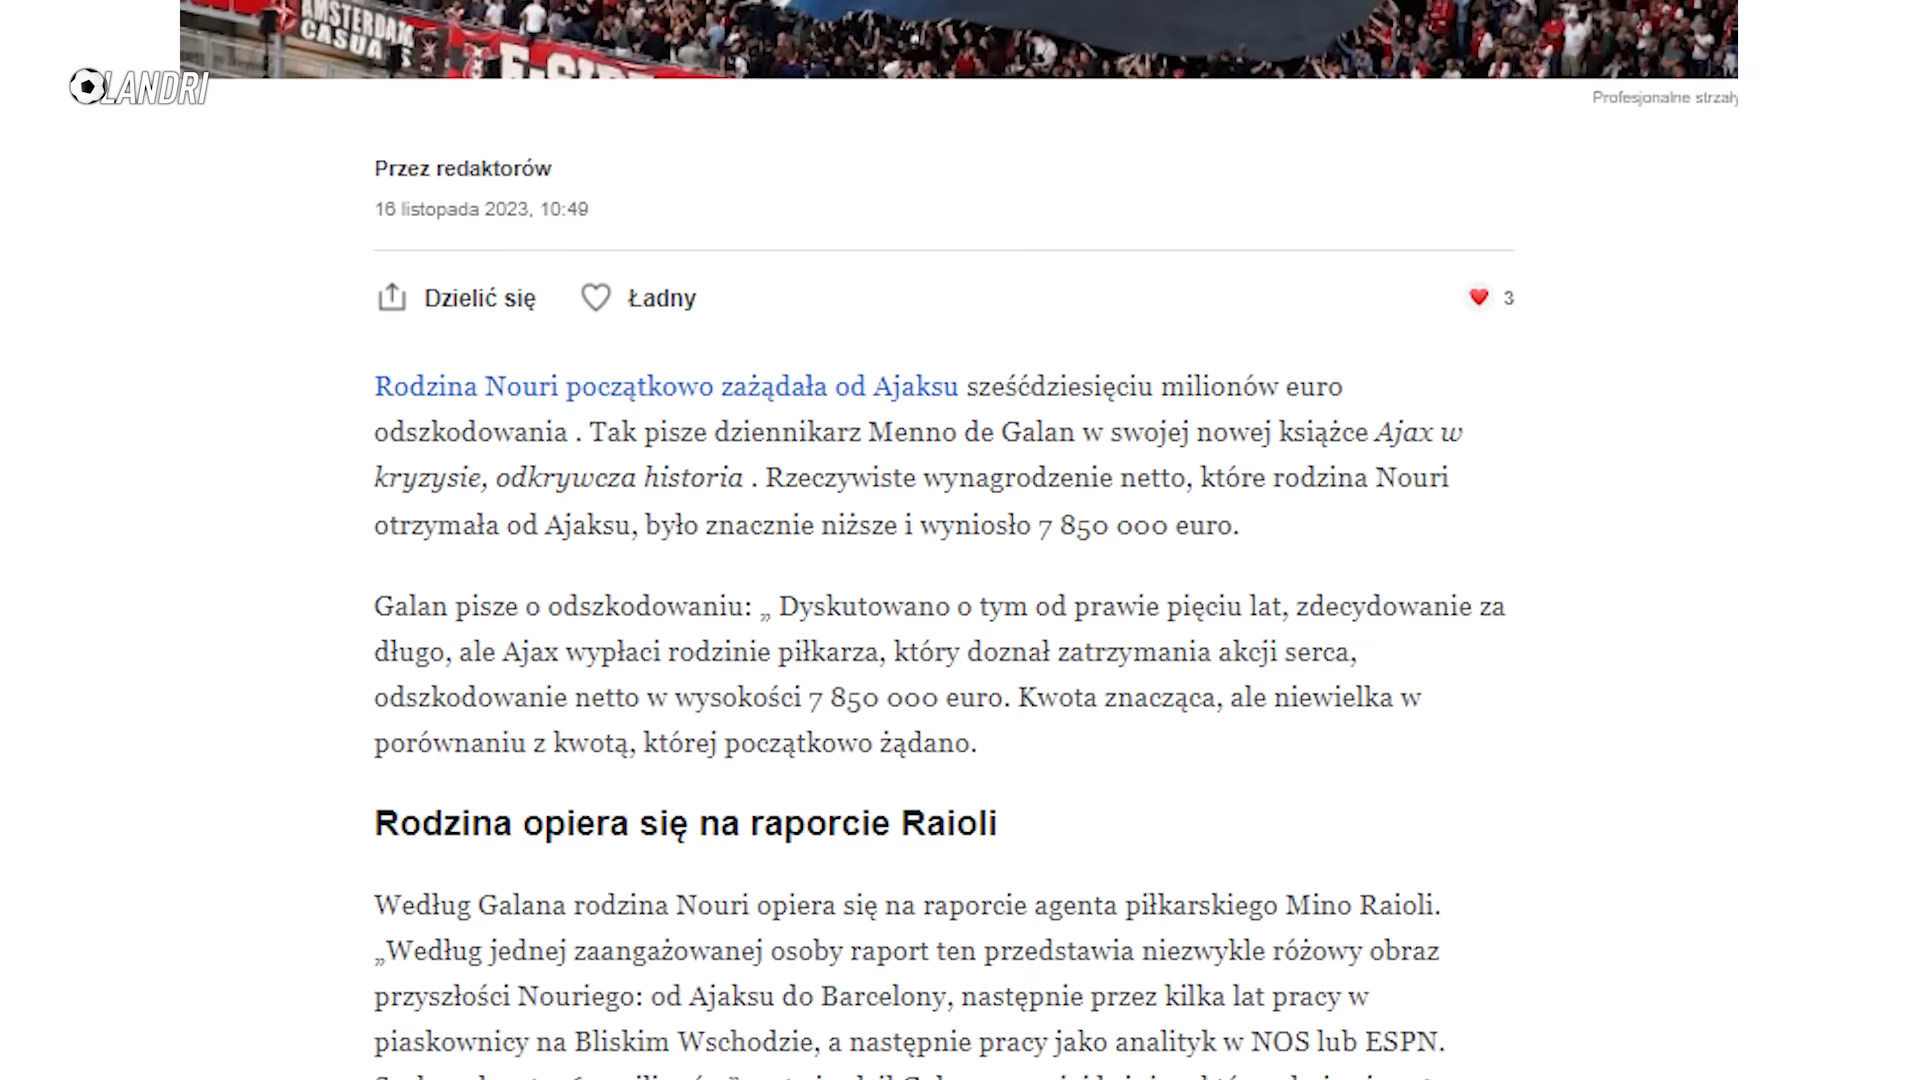 AMSTERDAM
CASUALS
F-SIDE
LANDRI
Profesjonalne strzały
Przez redaktorów
16 listopada 2023, 10:49
Dzielić się
Ładny
3
Rodzina Nouri początkowo zażądała od Ajaksu sześćdziesięciu milionów euro
odszkodowania . Tak pisze dziennikarz Menno de Galan w swojej nowej książce Ajax w
kryzysie, odkrywcza historia . Rzeczywiste wynagrodzenie netto, które rodzina Nouri
otrzymała od Ajaksu, było znacznie niższe i wyniosło 7 850 000 euro.
Galan pisze o odszkodowaniu: „ Dyskutowano o tym od prawie pięciu lat, zdecydowanie za
długo, ale Ajax wypłaci rodzinie piłkarza, który doznał zatrzymania akcji serca,
odszkodowanie netto w wysokości 7 850 000 euro. Kwota znacząca, ale niewielka w
porównaniu z kwotą, której początkowo żądano.
Rodzina opiera się na raporcie Raioli
Według Galana rodzina Nouri opiera się na raporcie agenta piłkarskiego Mino Raioli.
„Według jednej zaangażowanej osoby raport ten przedstawia niezwykle różowy obraz
przyszłości Nouriego: od Ajaksu do Barcelony, następnie przez kilka lat pracy w
piaskownicy na Bliskim Wschodzie, a następnie pracy jako analityk w NOS lub ESPN.